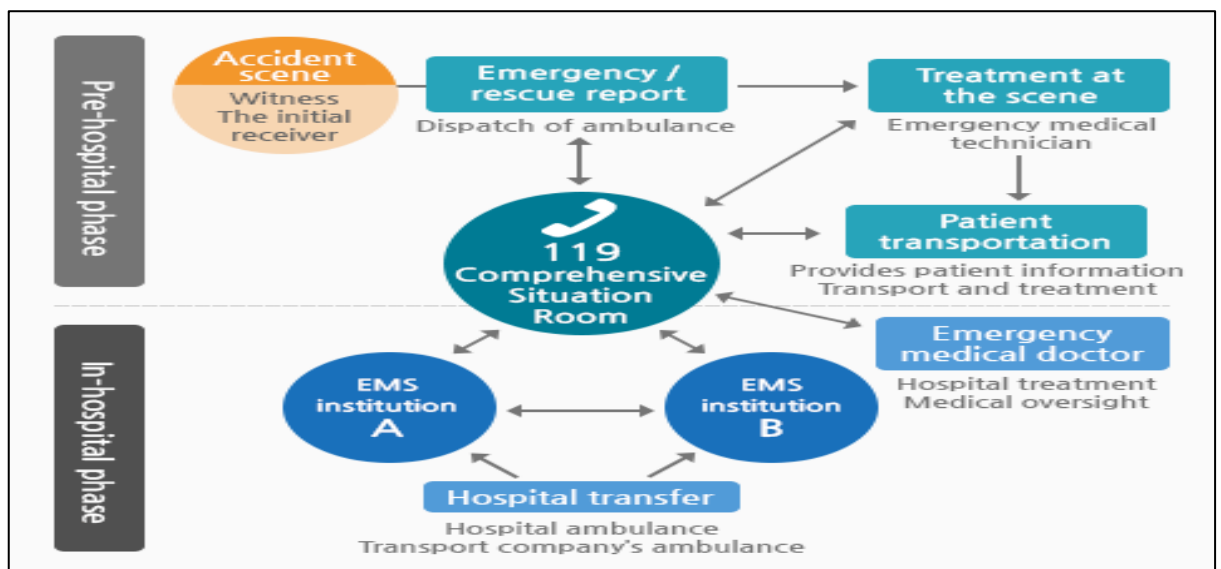 Pre-hospital phase
Accident
scene
Witness
The initial
receiver
Emergency /
rescue report
Dispatch of ambulance
Treatment at
the scene
Emergency medical
technician
119
Comprehensive
Situation
Room
Patient
transportation
Provides patient information
Transport and treatment
In-hospital phase
Emergency
medical doctor
Hospital treatment
Medical oversight
EMS
institution
A
EMS
institution
B
Hospital transfer
Hospital ambulance
Transport company's ambulance